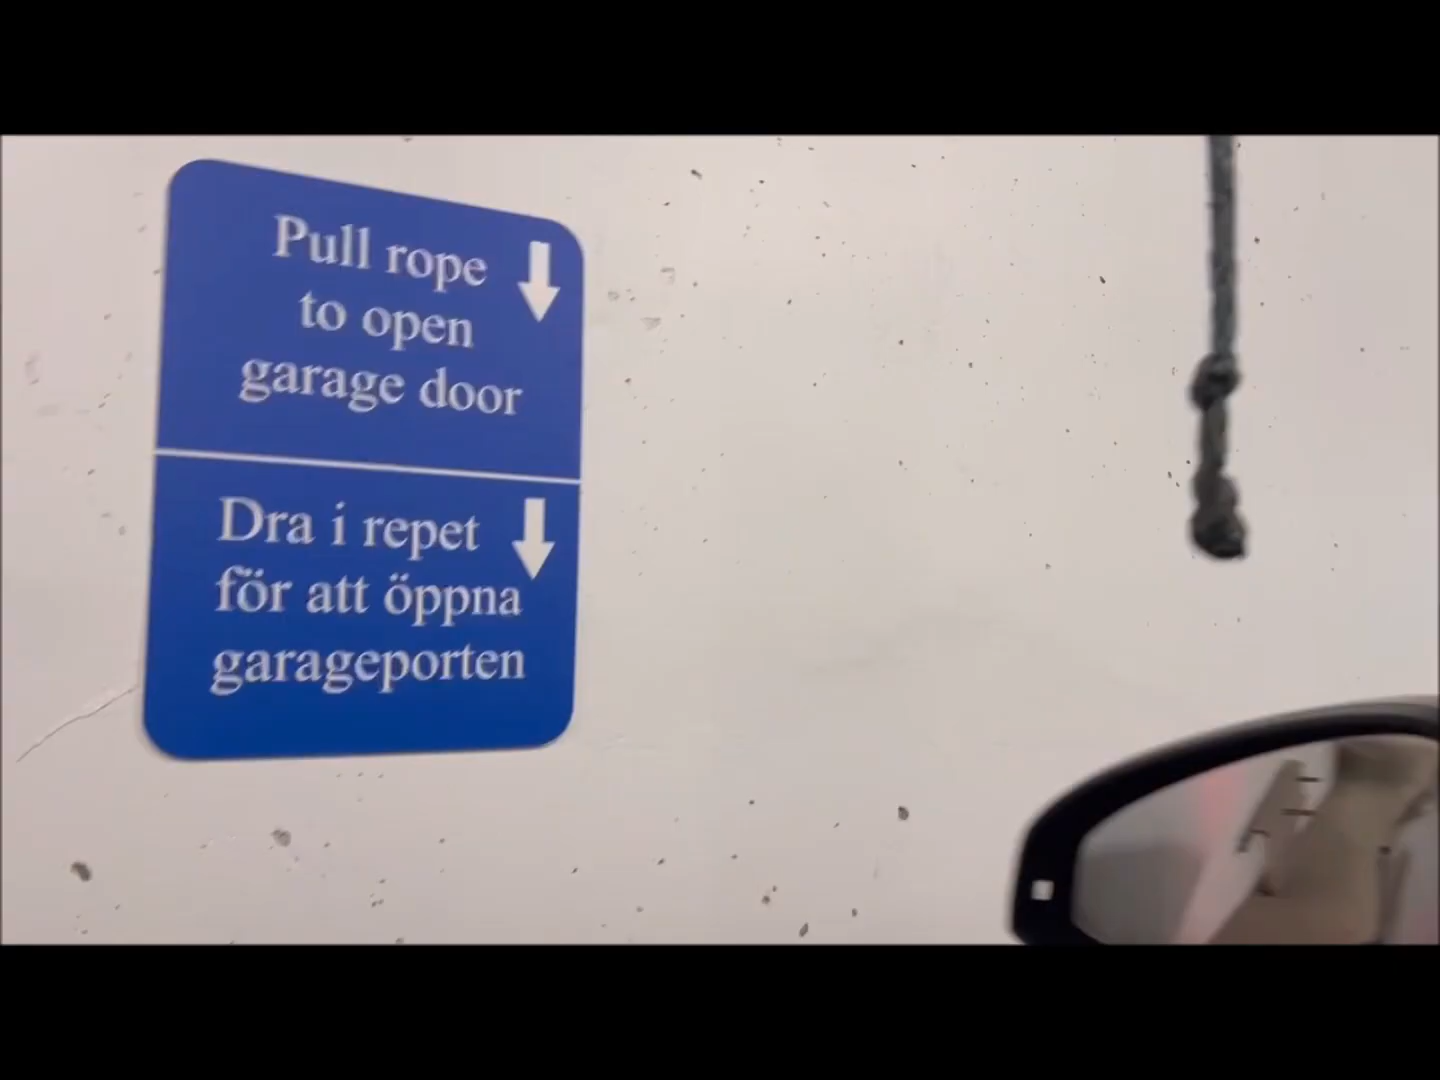 Pull rope
to open
garage door
Dra i repet
för att öppna
garageporten